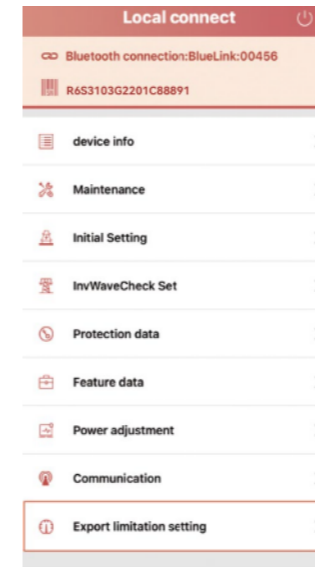 Local connect
Bluetooth connection:BlueLink:00456
R6S3103G2201C88891
device info
Maintenance
Initial Setting
InvWaveCheck Set
Protection data
Feature data
Power adjustment
Communication
Export limitation setting